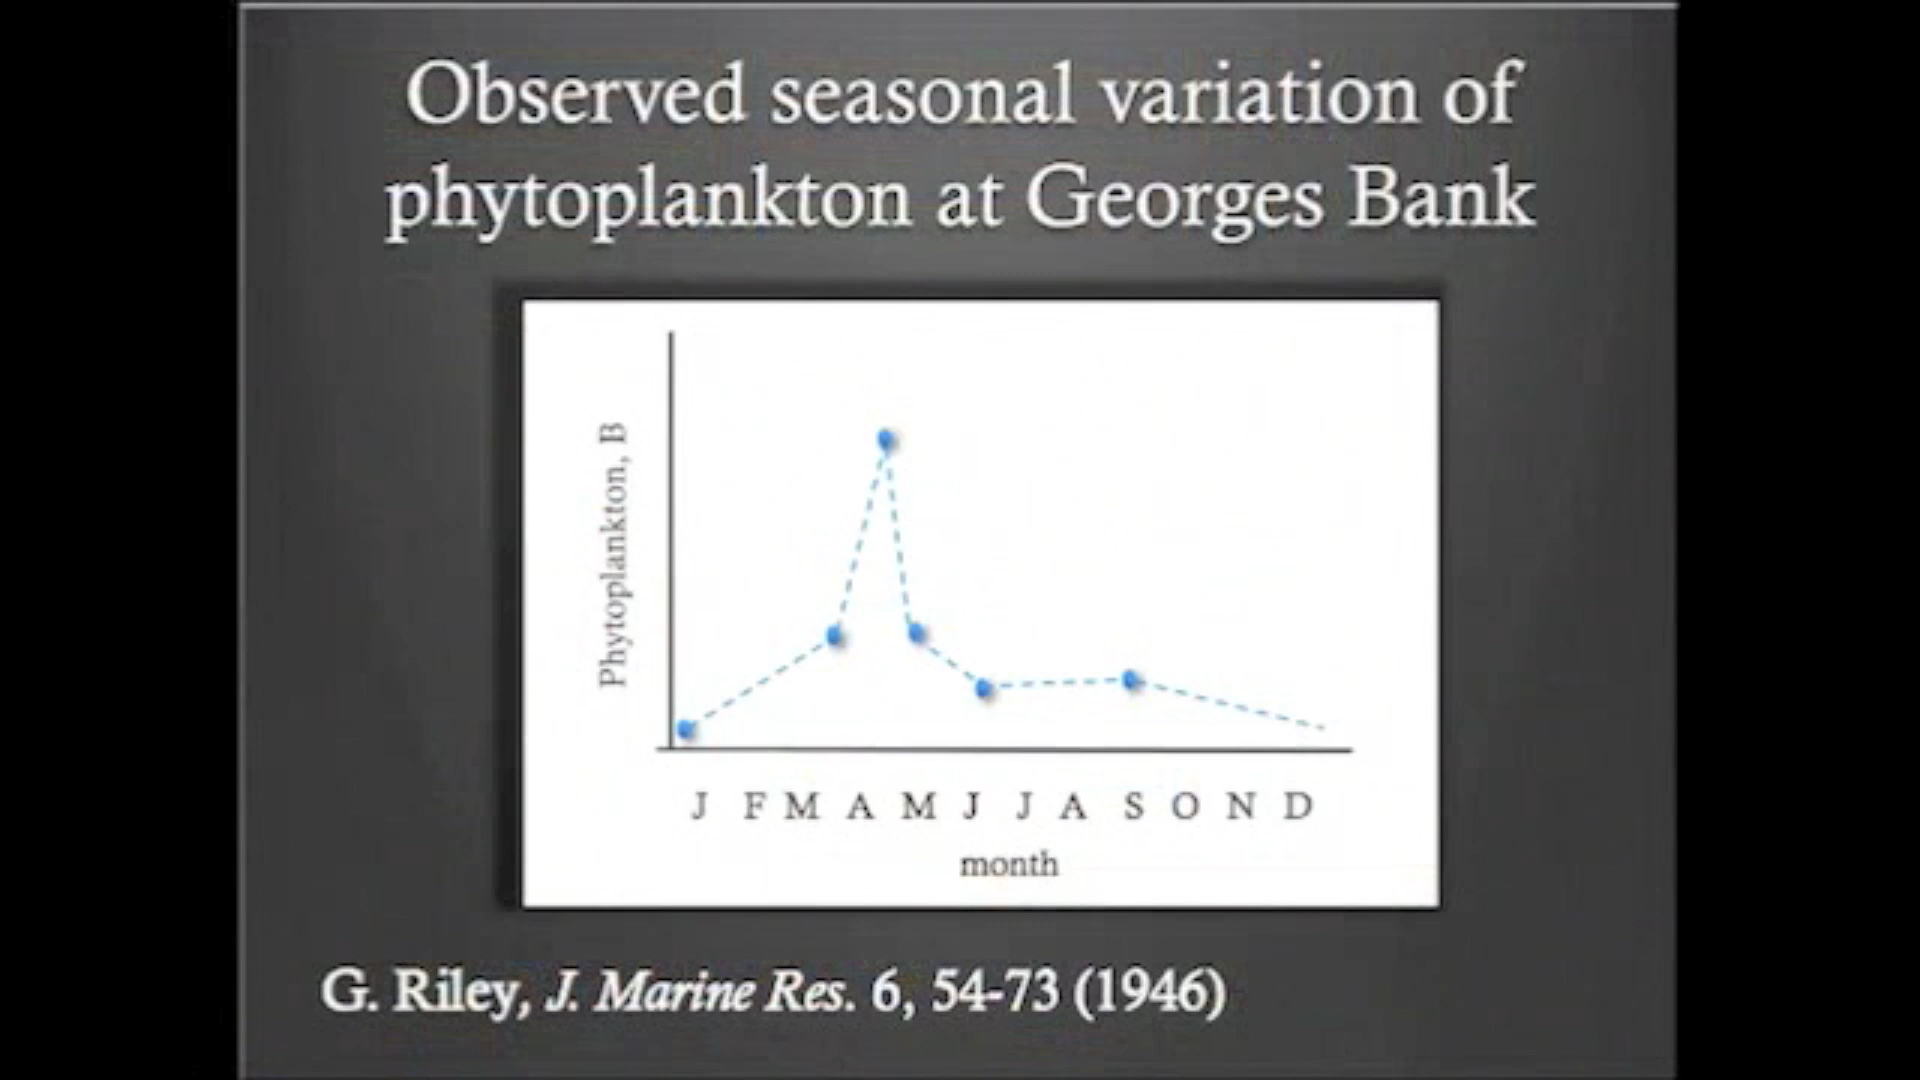 Observed seasonal variation of
phytoplankton at Georges Bank
Phytoplankton, B
J F M A M J J A S O N D
month
G. Riley, J. Marine Res. 6, 54-73 (1946)